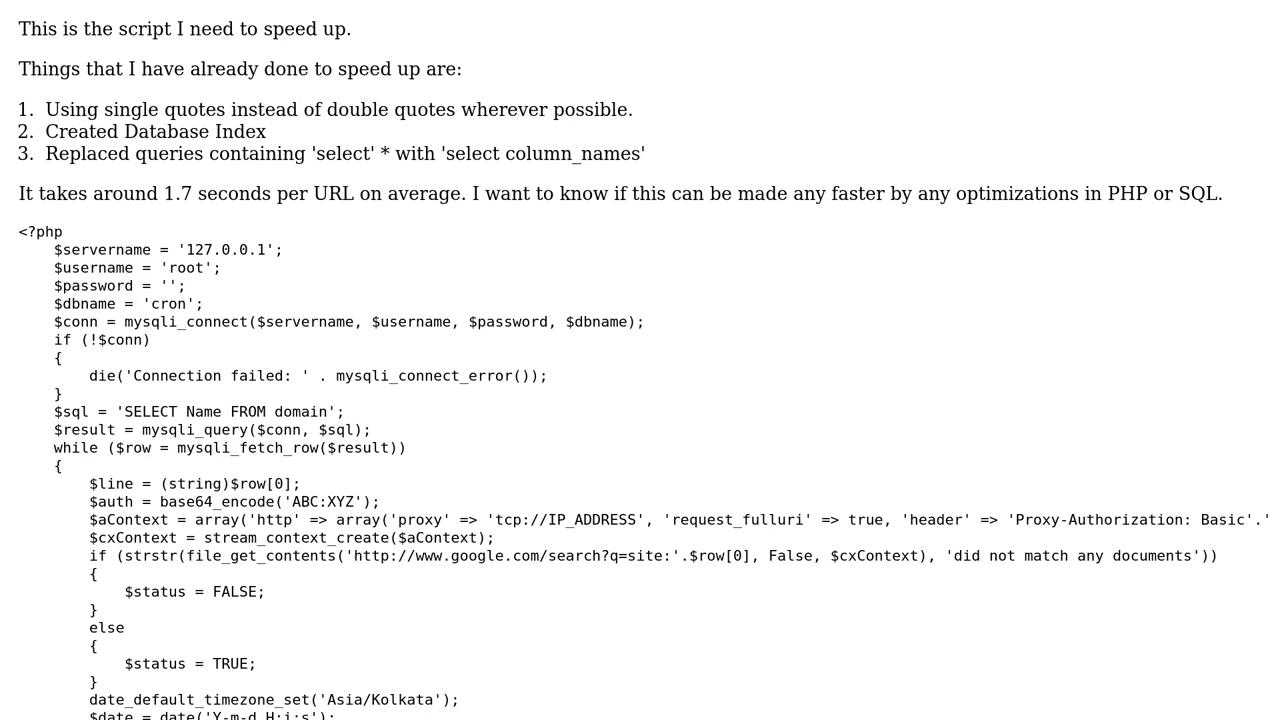 This is the script I need to speed up.
Things that I have already done to speed up are:
1. Using single quotes instead of double quotes wherever possible.
2. Created Database Index
3. Replaced queries containing 'select' * with 'select column_names'
It takes around 1.7 seconds per URL on average. I want to know if this can be made any faster by any optimizations in PHP or SQL.
<?php
    $servername = '127.0.0.1';
    $username = 'root';
    $password = '';
    $dbname = 'cron';
    $conn = mysqli_connect($servername, $username, $password, $dbname);
    if (!$conn)
    {
        die('Connection failed: ' . mysqli_connect_error());
    }
    $sql = 'SELECT Name FROM domain';
    $result = mysqli_query($conn, $sql);
    while ($row = mysqli_fetch_row($result))
    {
        $line = (string)$row[0];
        $auth = base64_encode('ABC:XYZ');
        $aContext = array('http' => array('proxy' => 'tcp://IP_ADDRESS', 'request_fulluri' => true, 'header' => 'Proxy-Authorization: Basic'.'
        $cxContext = stream_context_create($aContext);
        if (strstr(file_get_contents('http://www.google.com/search?q=site:'.$row[0], False, $cxContext), 'did not match any documents'))
        {
            $status = FALSE;
        }
        else
        {
            $status = TRUE;
        }
        date_default_timezone_set('Asia/Kolkata');
        $date = date('Y-m-d H:i:s');